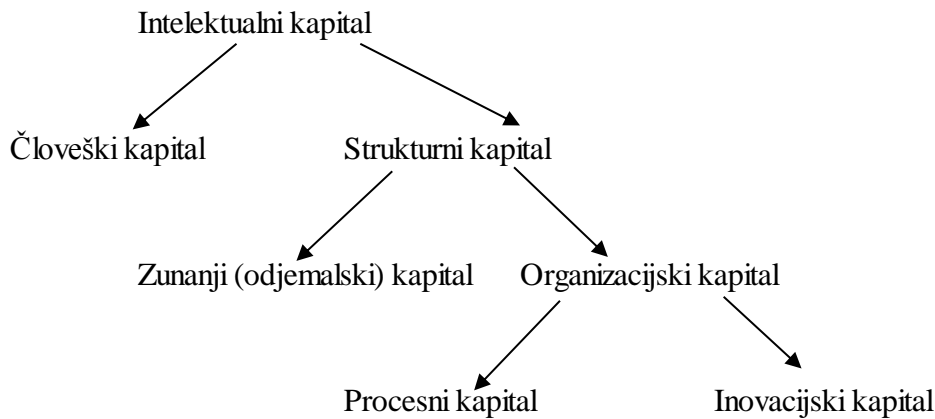 Intelektualni kapital
Človeški kapital
Strukturni kapital
Zunanji (odjemalski) kapital
Organizacijski kapital
Procesni kapital
Inovacijski kapital